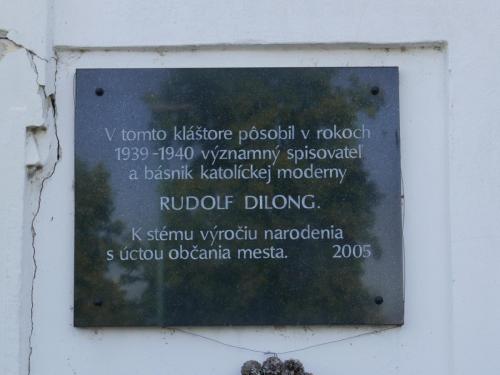 V tomto kláštore pôsobil v rokoch
1939-1940 významný spisovateľ
a básnik katolíckej moderny
RUDOLF DILONG.
K stému výročiu narodenia
s úctou občania mesta. 2005